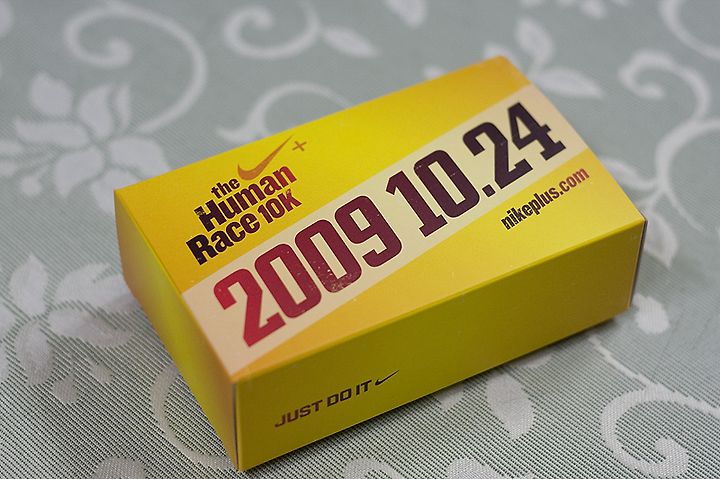 the
Human
Race 10K
2009 10.24
nikeplus.com
JUST DO IT